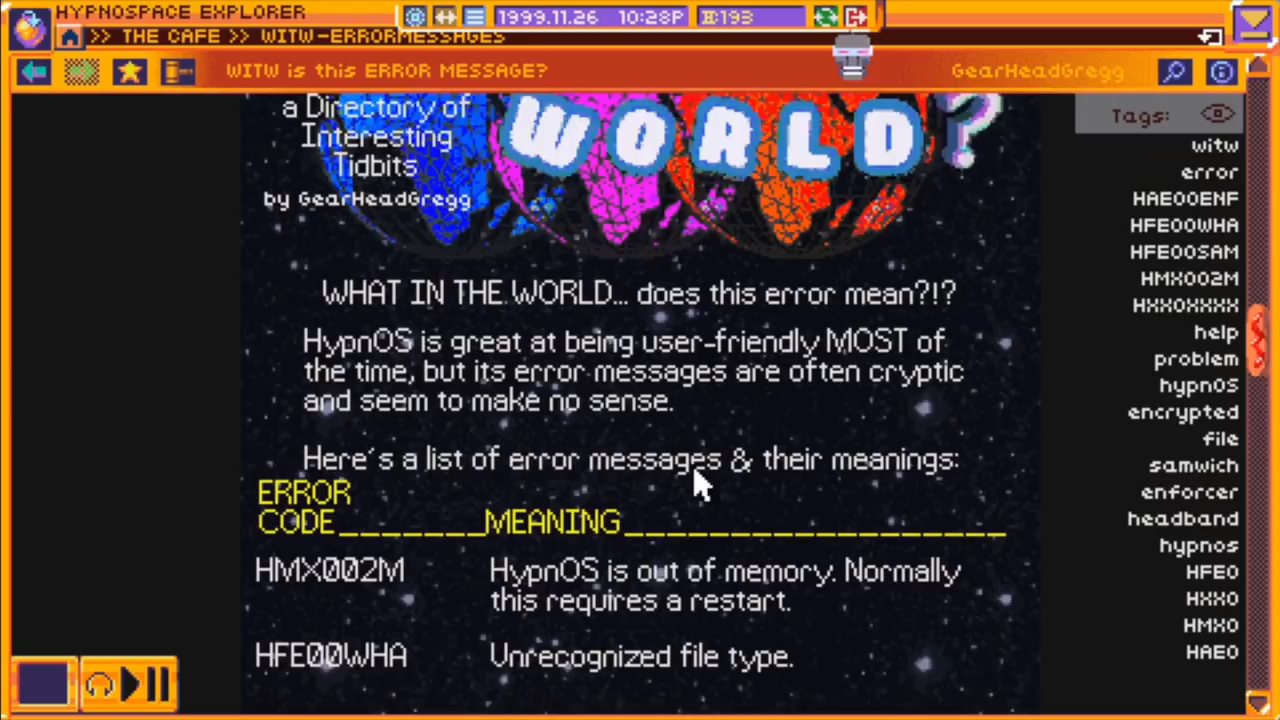 HYPNOSPACE EXPLORER
1999.11.26 10:28P
193
>> THE CAFE >> WITW-ERRORMESSAGES
WITW is this ERROR MESSAGE?
GearHeadGregg
a Directory of
Interesting
Tidbits
by GearHeadGregg
WORLD?
WHAT IN THE WORLD... does this error mean?!?
HypnOS is great at being user-friendly MOST of
the time, but its error messages are often cryptic
and seem to make no sense.
Here's a list of error messages & their meanings:
ERROR
CODE_______MEANING__________________
HMX002M HypnOS is out of memory. Normally
this requires a restart.
HFE00WHA Unrecognized file type.
Tags:
witw
error
HAE00ENF
HFE00WHA
HFE00SAM
HMX002M
HXX0XXXX
help
problem
hypnOS
encrypted
file
samwich
enforcer
headband
hypnos
HFE0
HXX0
HMX0
HAE0